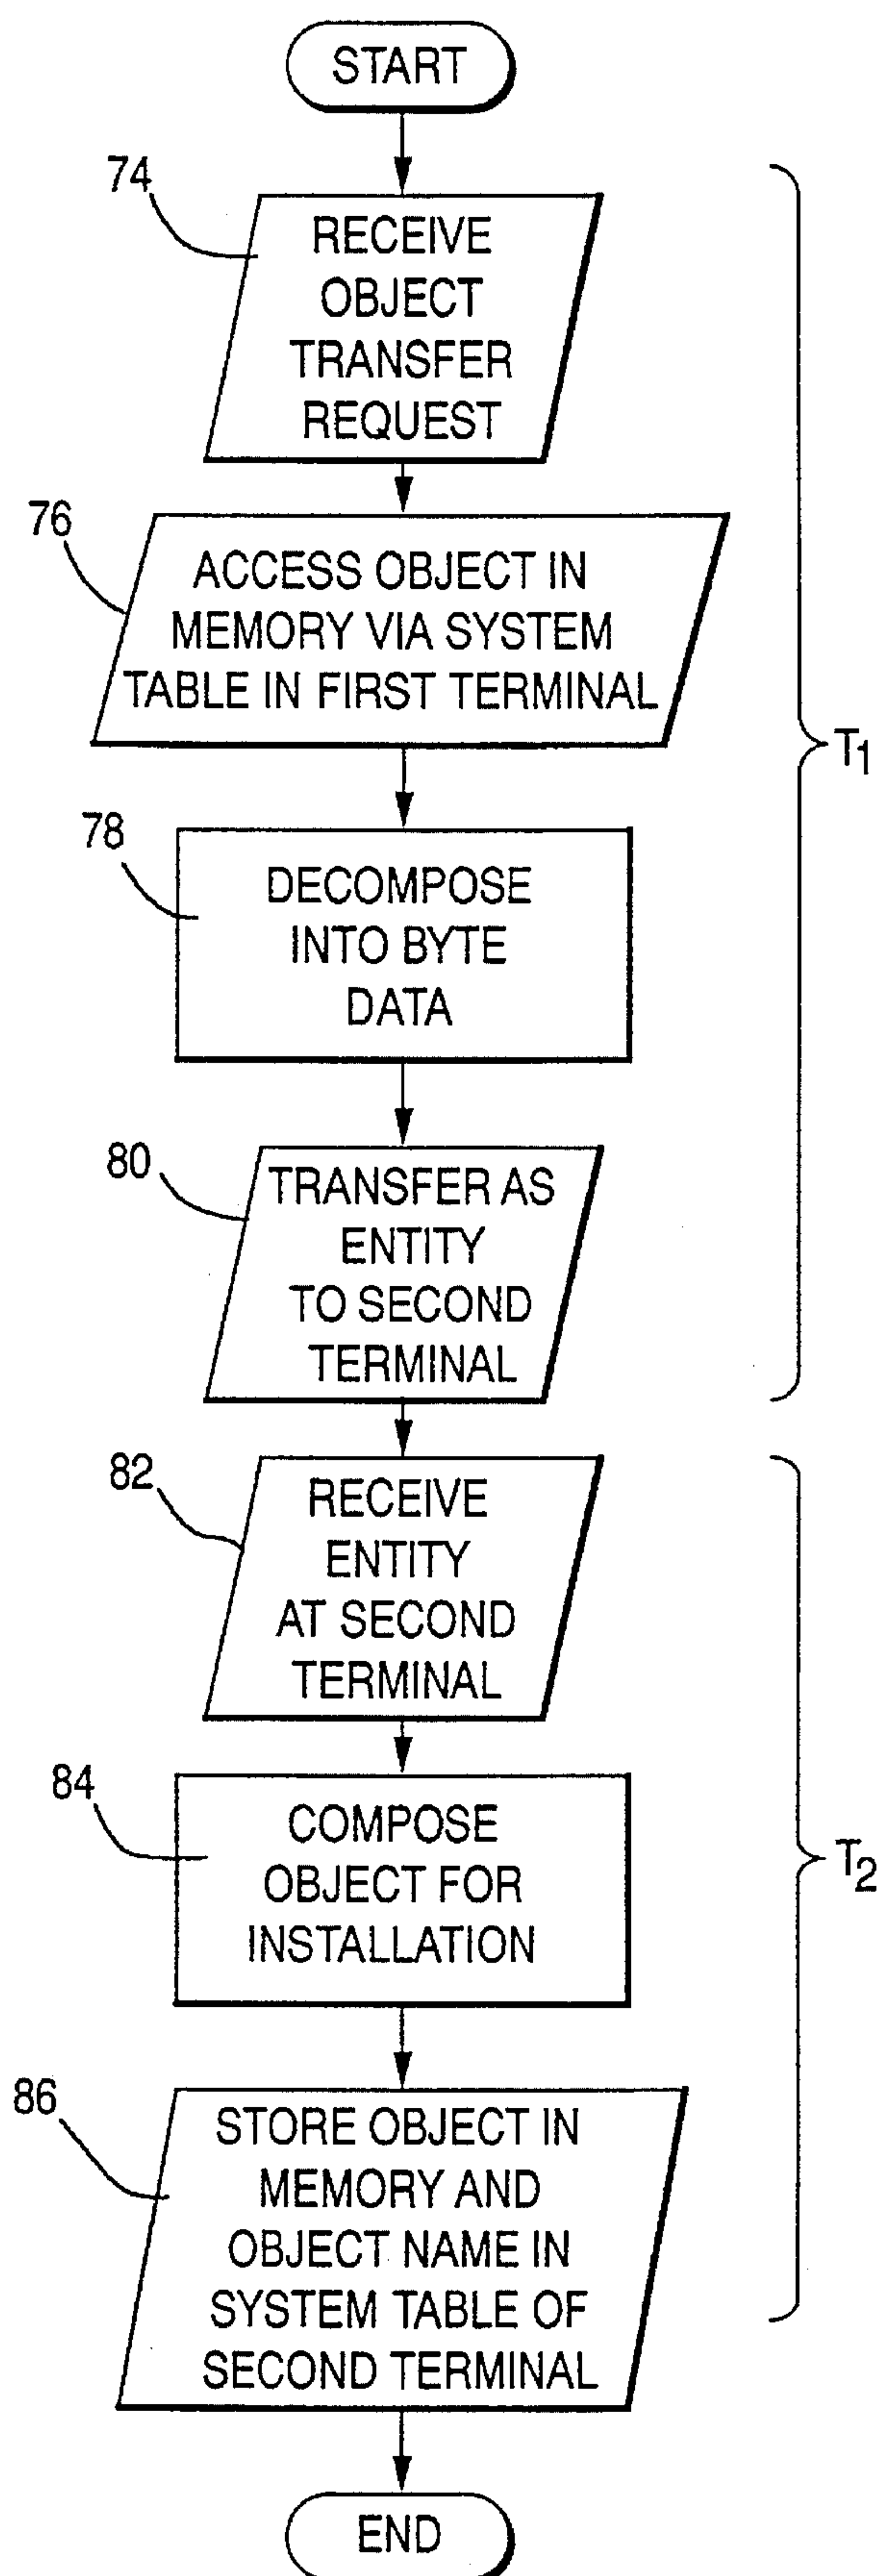 START
74
RECEIVE
OBJECT
TRANSFER
REQUEST
76
ACCESS OBJECT IN
MEMORY VIA SYSTEM
TABLE IN FIRST TERMINAL
T1
78
DECOMPOSE
INTO BYTE
DATA
80
TRANSFER AS
ENTITY
TO SECOND
TERMINAL
82
RECEIVE
ENTITY
AT SECOND
TERMINAL
84
COMPOSE
OBJECT FOR
INSTALLATION
T2
86
STORE OBJECT IN
MEMORY AND
OBJECT NAME IN
SYSTEM TABLE OF
SECOND TERMINAL
END